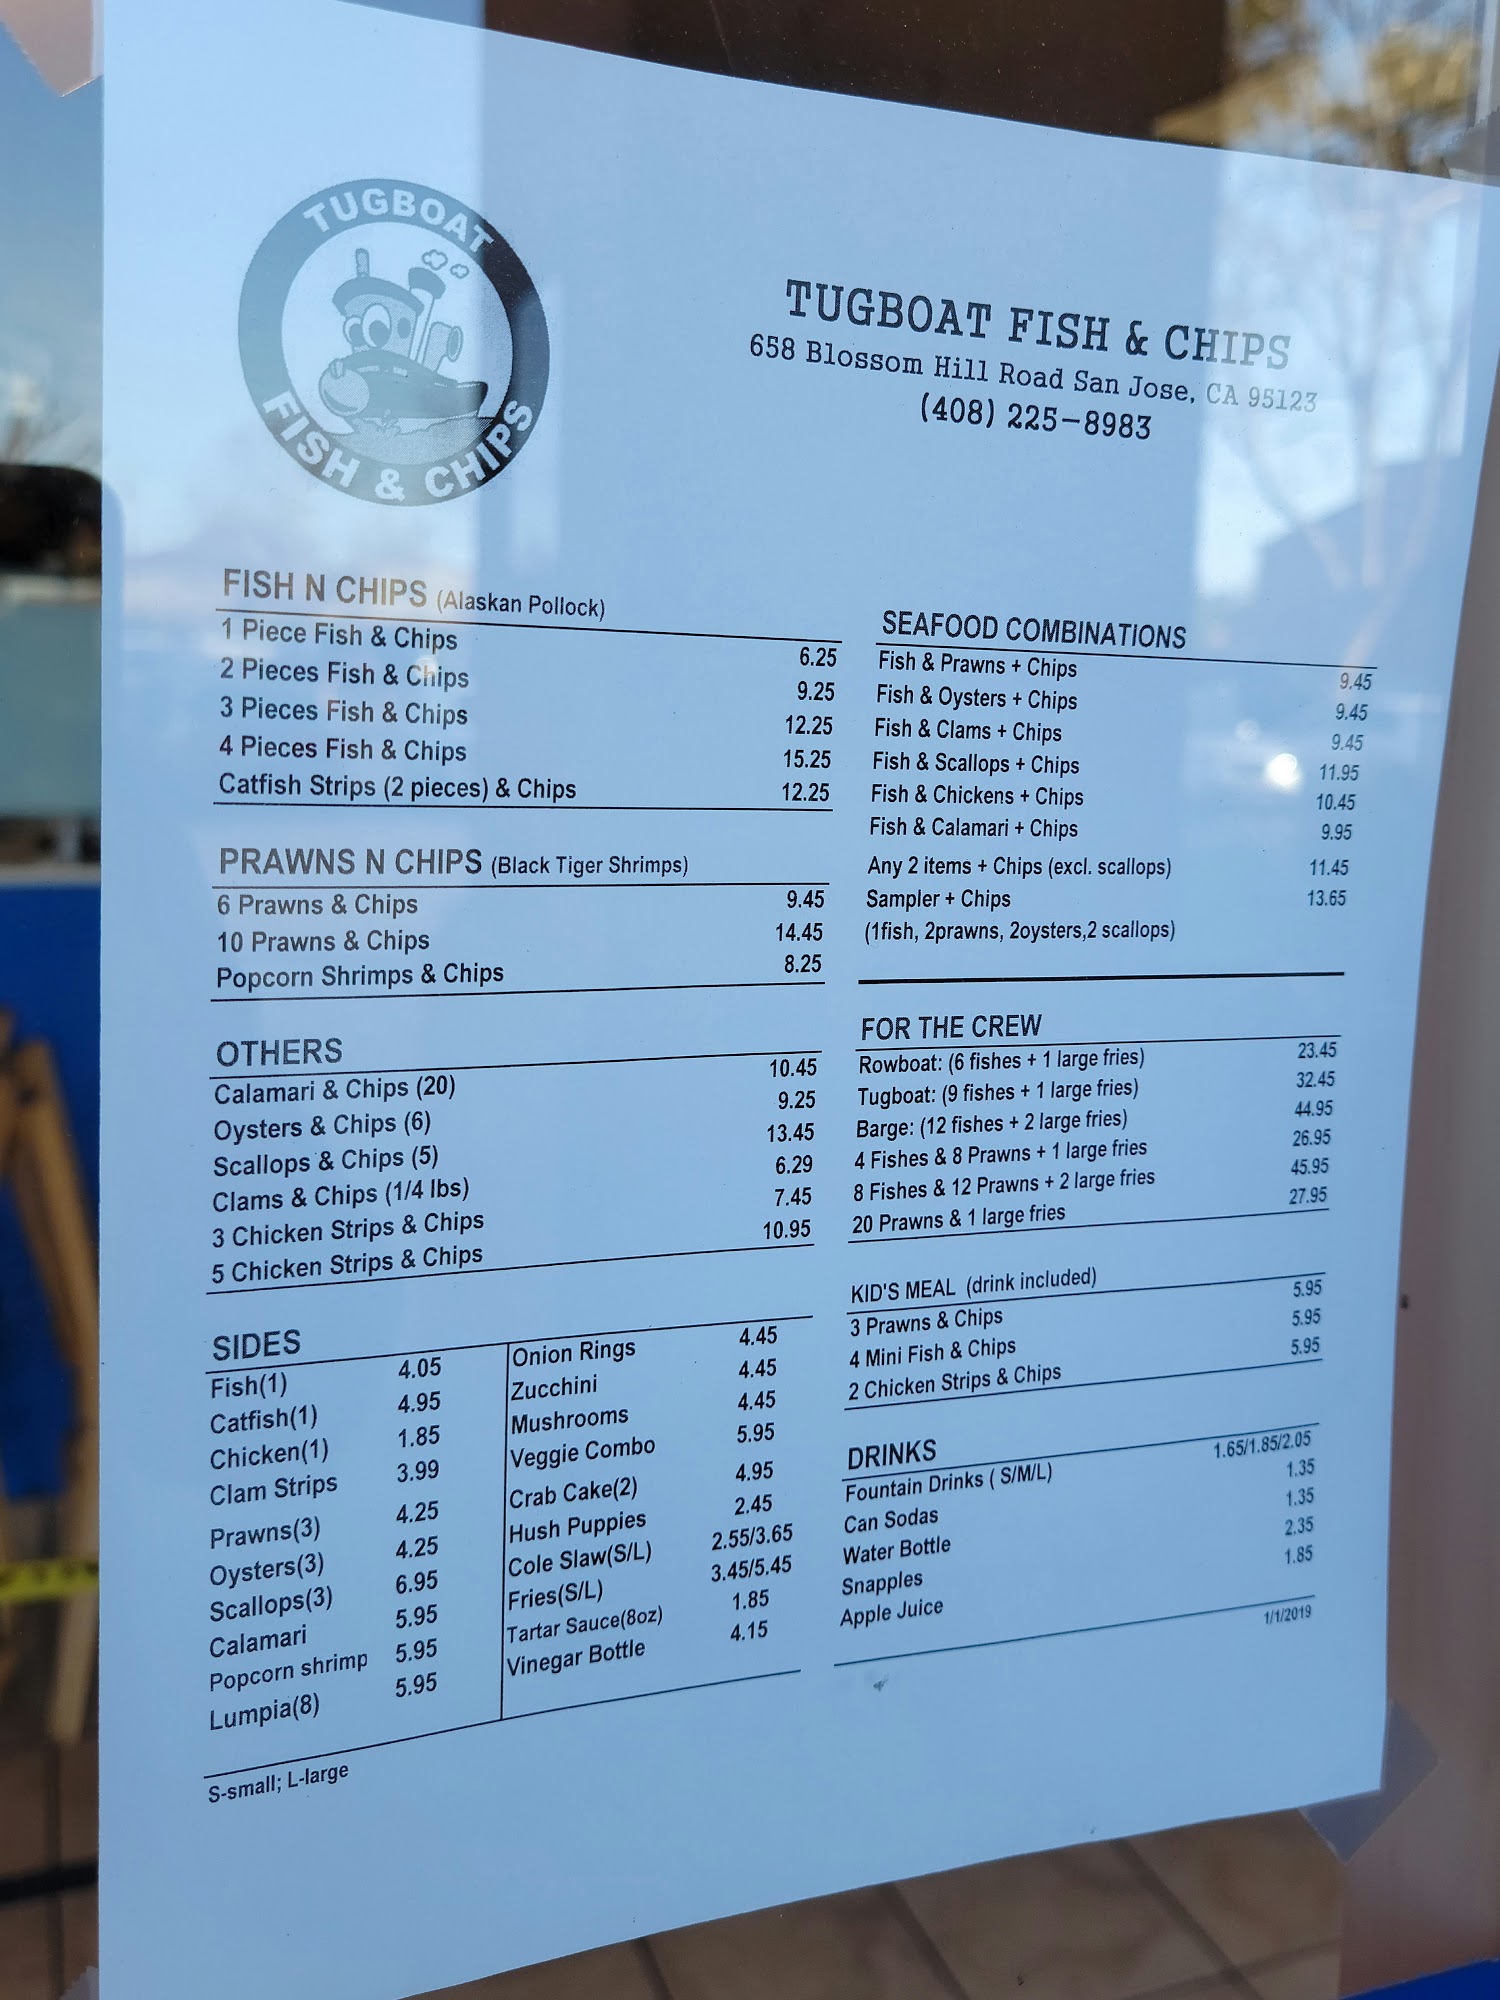 TUGBOAT
FISH & CHIPS
TUGBOAT FISH & CHIPS
658 Blossom Hill Road San Jose, CA 95123
(408) 225-8983
FISH N CHIPS (Alaskan Pollock)
1 Piece Fish & Chips 6.25
2 Pieces Fish & Chips 9.25
3 Pieces Fish & Chips 12.25
4 Pieces Fish & Chips 15.25
Catfish Strips (2 pieces) & Chips 12.25
PRAWNS N CHIPS (Black Tiger Shrimps)
6 Prawns & Chips 9.45
10 Prawns & Chips 14.45
Popcorn Shrimps & Chips 8.25
OTHERS
Calamari & Chips (20) 10.45
Oysters & Chips (6) 9.25
Scallops & Chips (5) 13.45
Clams & Chips (1/4 lbs) 6.29
3 Chicken Strips & Chips 7.45
5 Chicken Strips & Chips 10.95
SIDES
Fish(1) 4.05
Catfish(1) 4.95
Chicken(1) 1.85
Clam Strips 3.99
Prawns(3) 4.25
Oysters(3) 4.25
Scallops(3) 6.95
Calamari 5.95
Popcorn shrimp 5.95
Lumpia(8) 5.95
Onion Rings 4.45
Zucchini 4.45
Mushrooms 4.45
Veggie Combo 5.95
Crab Cake(2) 4.95
Hush Puppies 2.45
Cole Slaw(S/L) 2.55/3.65
Fries(S/L) 3.45/5.45
Tartar Sauce(8oz) 1.85
Vinegar Bottle 4.15
S-small; L-large
SEAFOOD COMBINATIONS
Fish & Prawns + Chips 9.45
Fish & Oysters + Chips 9.45
Fish & Clams + Chips 9.45
Fish & Scallops + Chips 11.95
Fish & Chickens + Chips 10.45
Fish & Calamari + Chips 9.95
Any 2 items + Chips (excl. scallops) 11.45
Sampler + Chips 13.65
(1fish, 2prawns, 2oysters,2 scallops)
FOR THE CREW
Rowboat: (6 fishes + 1 large fries) 23.45
Tugboat: (9 fishes + 1 large fries) 32.45
Barge: (12 fishes + 2 large fries) 44.95
4 Fishes & 8 Prawns + 1 large fries 26.95
8 Fishes & 12 Prawns + 2 large fries 45.95
20 Prawns & 1 large fries 27.95
KID'S MEAL (drink included)
3 Prawns & Chips 5.95
4 Mini Fish & Chips 5.95
2 Chicken Strips & Chips 5.95
DRINKS
Fountain Drinks ( S/M/L) 1.65/1.85/2.05
Can Sodas 1.35
Water Bottle 1.35
Snapples 2.35
Apple Juice 1.85
1/1/2019